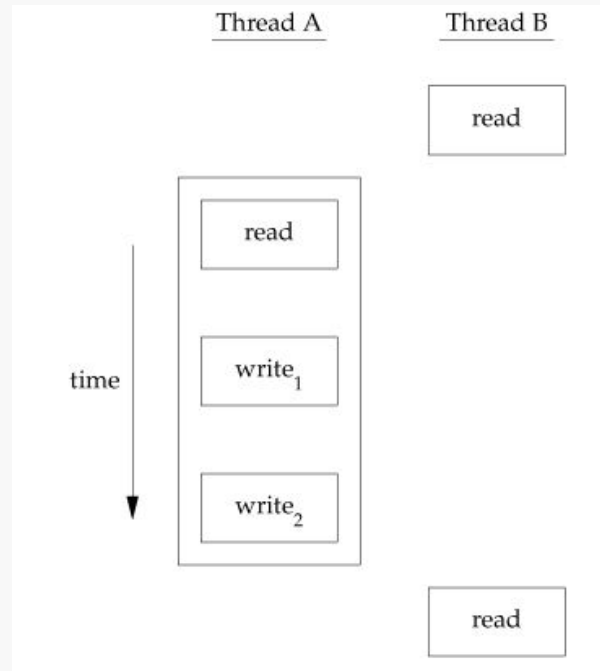 Thread A
Thread B
read
read
write₁
time
write₂
read